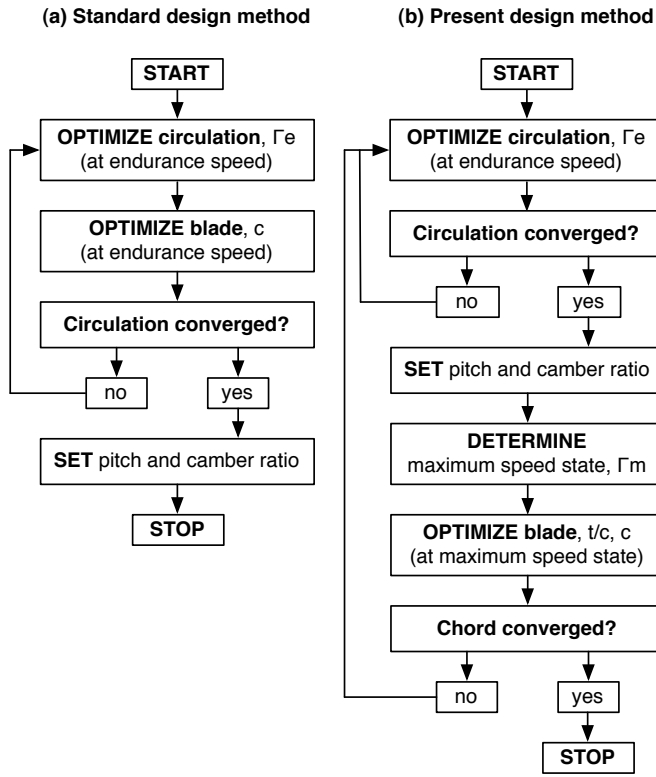 (a) Standard design method
START
OPTIMIZE circulation, Γe
(at endurance speed)
OPTIMIZE blade, c
(at endurance speed)
Circulation converged?
no
yes
SET pitch and camber ratio
STOP
(b) Present design method
START
OPTIMIZE circulation, Γe
(at endurance speed)
Circulation converged?
no
yes
SET pitch and camber ratio
DETERMINE
maximum speed state, Γm
OPTIMIZE blade, t/c, c
(at maximum speed state)
Chord converged?
no
yes
STOP